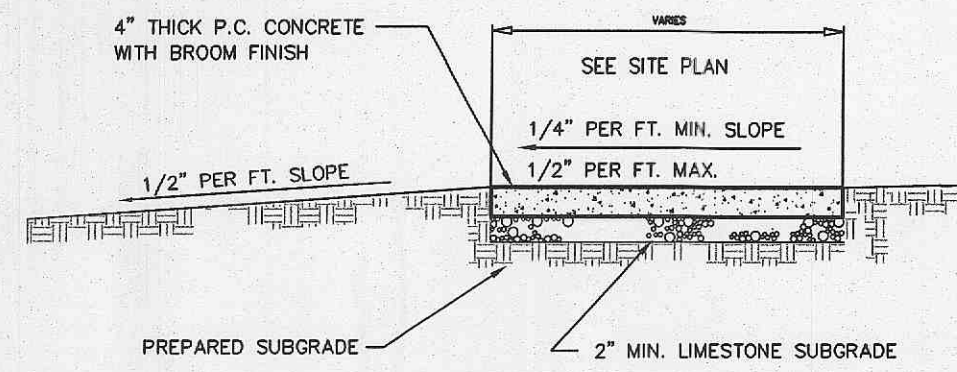 4" THICK P.C. CONCRETE
WITH BROOM FINISH
VARIES
SEE SITE PLAN
1/4" PER FT. MIN. SLOPE
1/2" PER FT. MAX.
1/2" PER FT. SLOPE
PREPARED SUBGRADE
2" MIN. LIMESTONE SUBGRADE